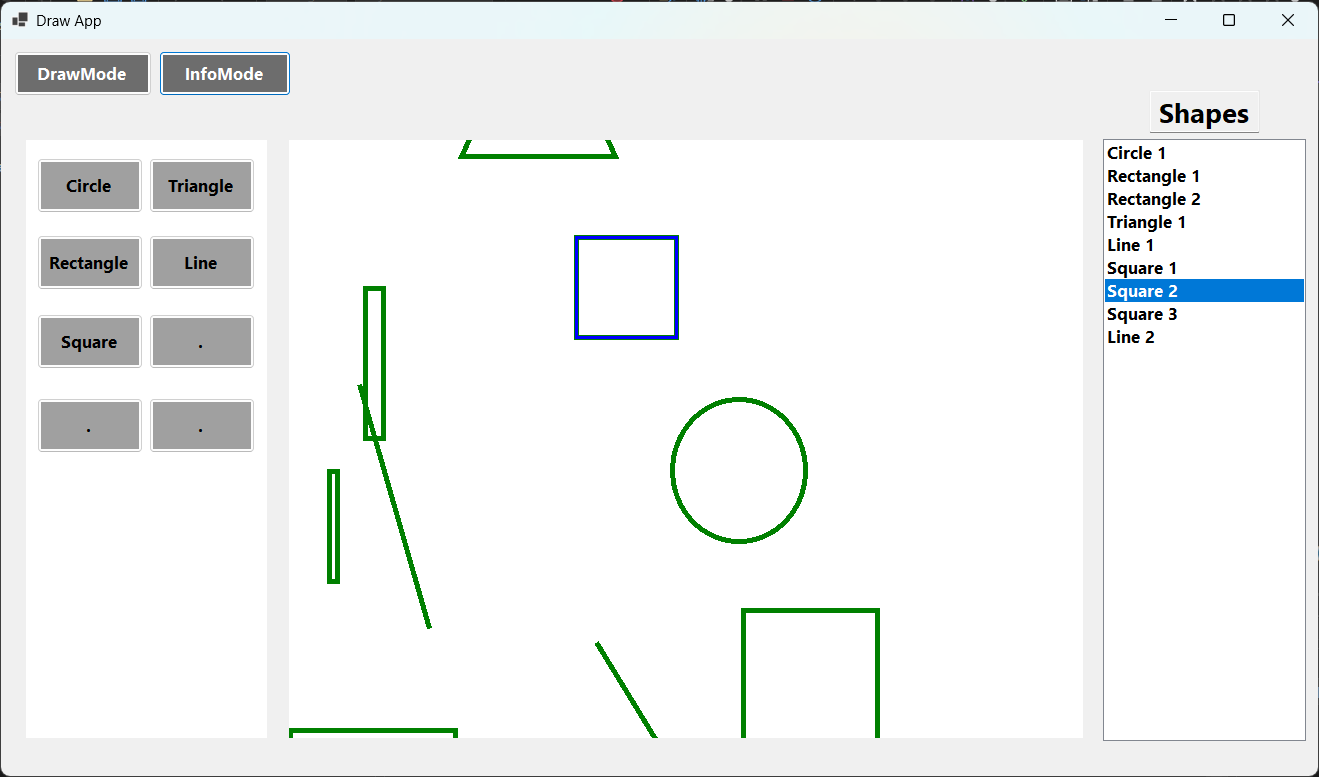 Draw App
DrawMode InfoMode
Shapes
Circle Triangle
Rectangle Line
Square .
. .
Circle 1
Rectangle 1
Rectangle 2
Triangle 1
Line 1
Square 1
Square 2
Square 3
Line 2